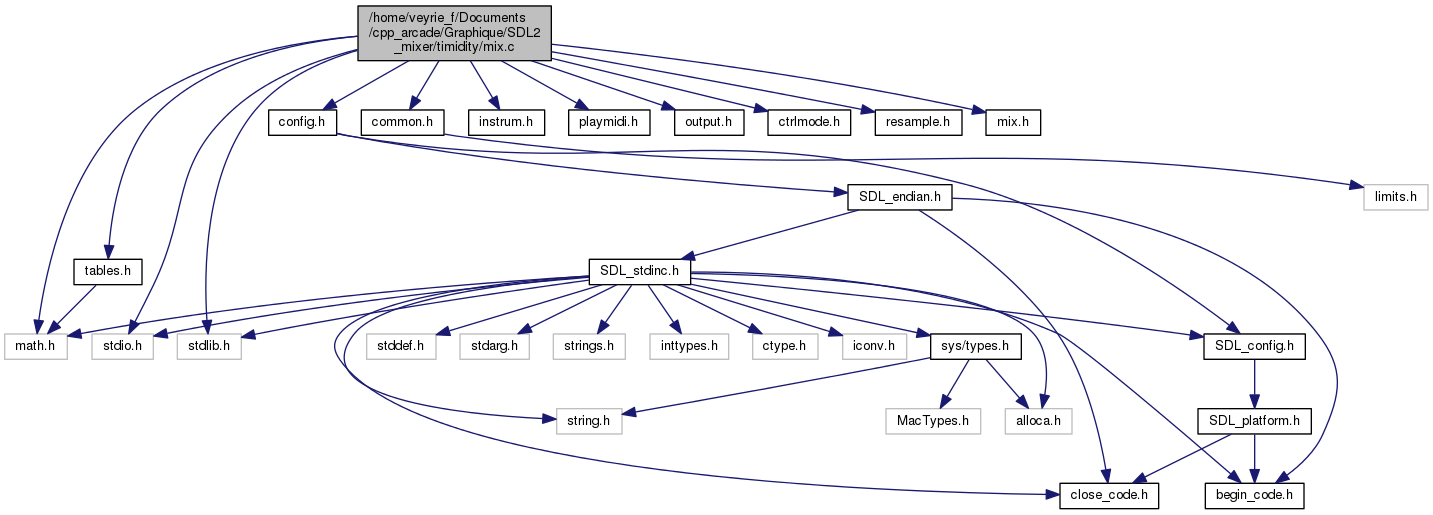 /home/veyrie_f/Documents
/cpp_arcade/Graphique/SDL2
_mixer/timidity/mix.c
config.h
common.h
instrum.h
playmidi.h
output.h
ctrlmode.h
resample.h
mix.h
SDL_endian.h
limits.h
tables.h
SDL_stdinc.h
math.h
stdio.h
stdlib.h
stddef.h
stdarg.h
strings.h
inttypes.h
ctype.h
iconv.h
sys/types.h
SDL_config.h
string.h
MacTypes.h
alloca.h
SDL_platform.h
close_code.h
begin_code.h